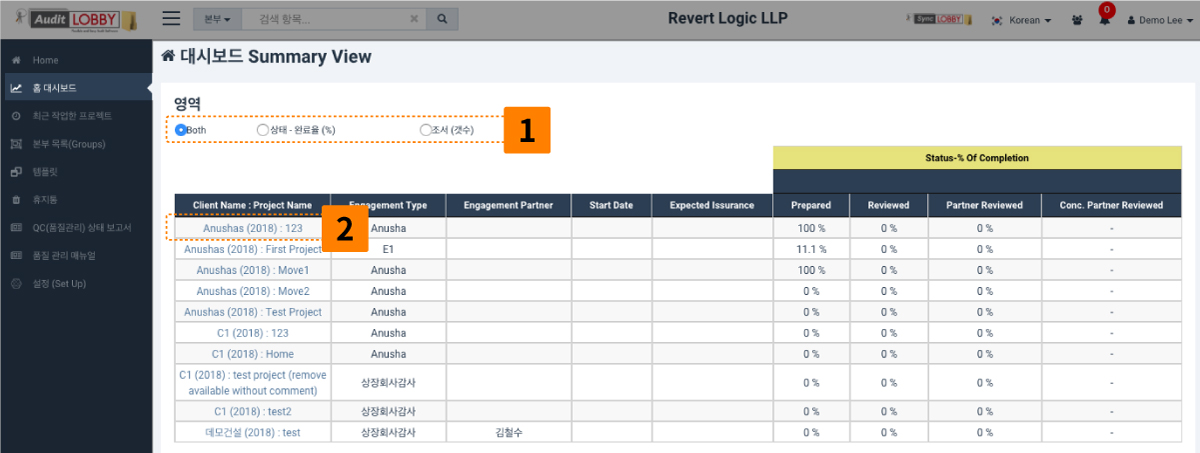 Audit LOBBY
본부
검색 항목...
Revert Logic LLP
Sync LOBBY
Korean
0
Demo Lee
Home
홈 대시보드
최근 작업한 프로젝트
본부 목록(Groups)
템플릿
휴지통
QC(품질관리) 상태 보고서
품질 관리 매뉴얼
설정 (Set Up)
대시보드 Summary View
영역
Both 상태 - 완료율 (%) 조서 (갯수)
1
Status-% Of Completion
Client Name : Project Name Engagement Type Engagement Partner Start Date Expected Issurance Prepared Reviewed Partner Reviewed Conc. Partner Reviewed
2
Anushas (2018) : 123 Anusha 100 % 0 % 0 % -
Anushas (2018) : First Project E1 11.1 % 0 % 0 % -
Anushas (2018) : Move1 Anusha 100 % 0 % 0 % -
Anushas (2018) : Move2 Anusha 0 % 0 % 0 % -
Anushas (2018) : Test Project Anusha 0 % 0 % 0 % -
C1 (2018) : 123 Anusha 0 % 0 % 0 % -
C1 (2018) : Home Anusha 0 % 0 % 0 % -
C1 (2018) : test project (remove
available without comment) 상장회사감사 0 % 0 % 0 % -
C1 (2018) : test2 상장회사감사 0 % 0 % 0 % -
데모건설 (2018) : test 상장회사감사 김철수 0 % 0 % 0 % -